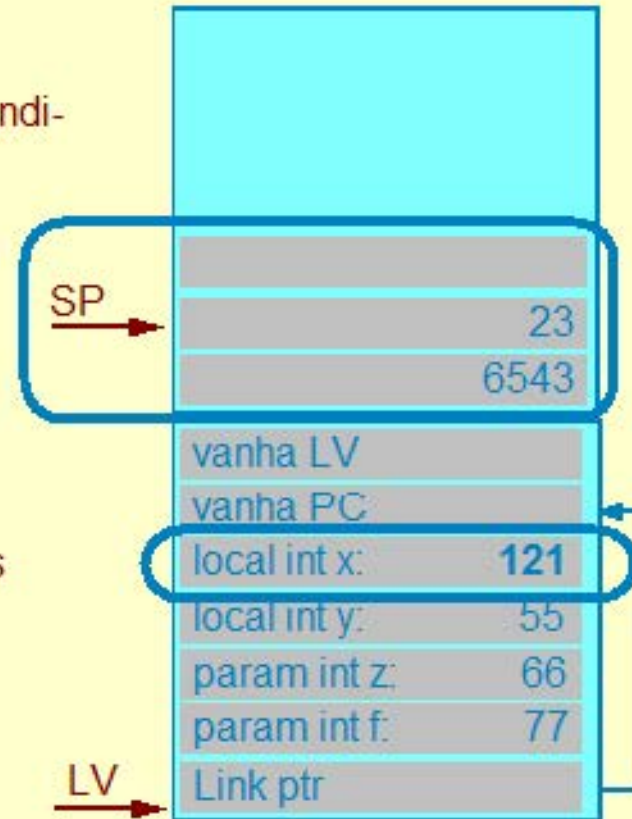 ndi-
SP
23
6543
vanha LV
vanha PC
local int x: 121
s
local int y: 55
param int z: 66
param int f: 77
LV
Link ptr